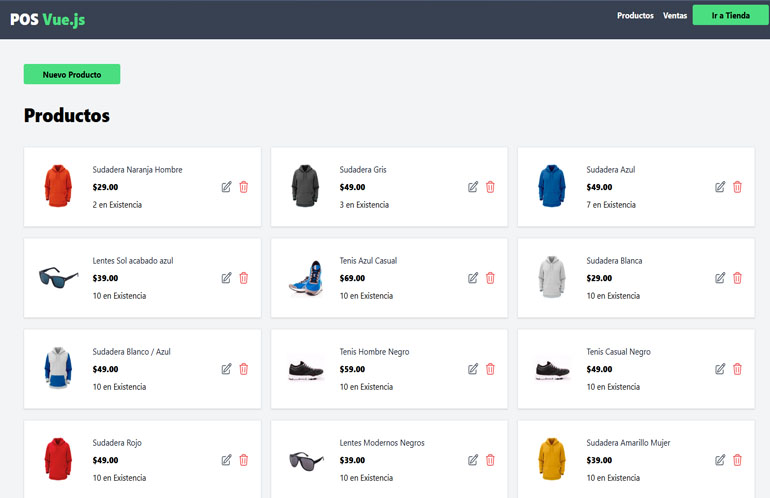 POS Vue.js
Productos Ventas Ir a Tienda
Nuevo Producto
Productos
Sudadera Naranja Hombre
$29.00
2 en Existencia
Sudadera Gris
$49.00
3 en Existencia
Sudadera Azul
$49.00
7 en Existencia
Lentes Sol acabado azul
$39.00
10 en Existencia
Tenis Azul Casual
$69.00
10 en Existencia
Sudadera Blanca
$29.00
10 en Existencia
Sudadera Blanco / Azul
$49.00
10 en Existencia
Tenis Hombre Negro
$59.00
10 en Existencia
Tenis Casual Negro
$49.00
10 en Existencia
Sudadera Rojo
$49.00
10 en Existencia
Lentes Modernos Negros
$39.00
10 en Existencia
Sudadera Amarillo Mujer
$39.00
10 en Existencia